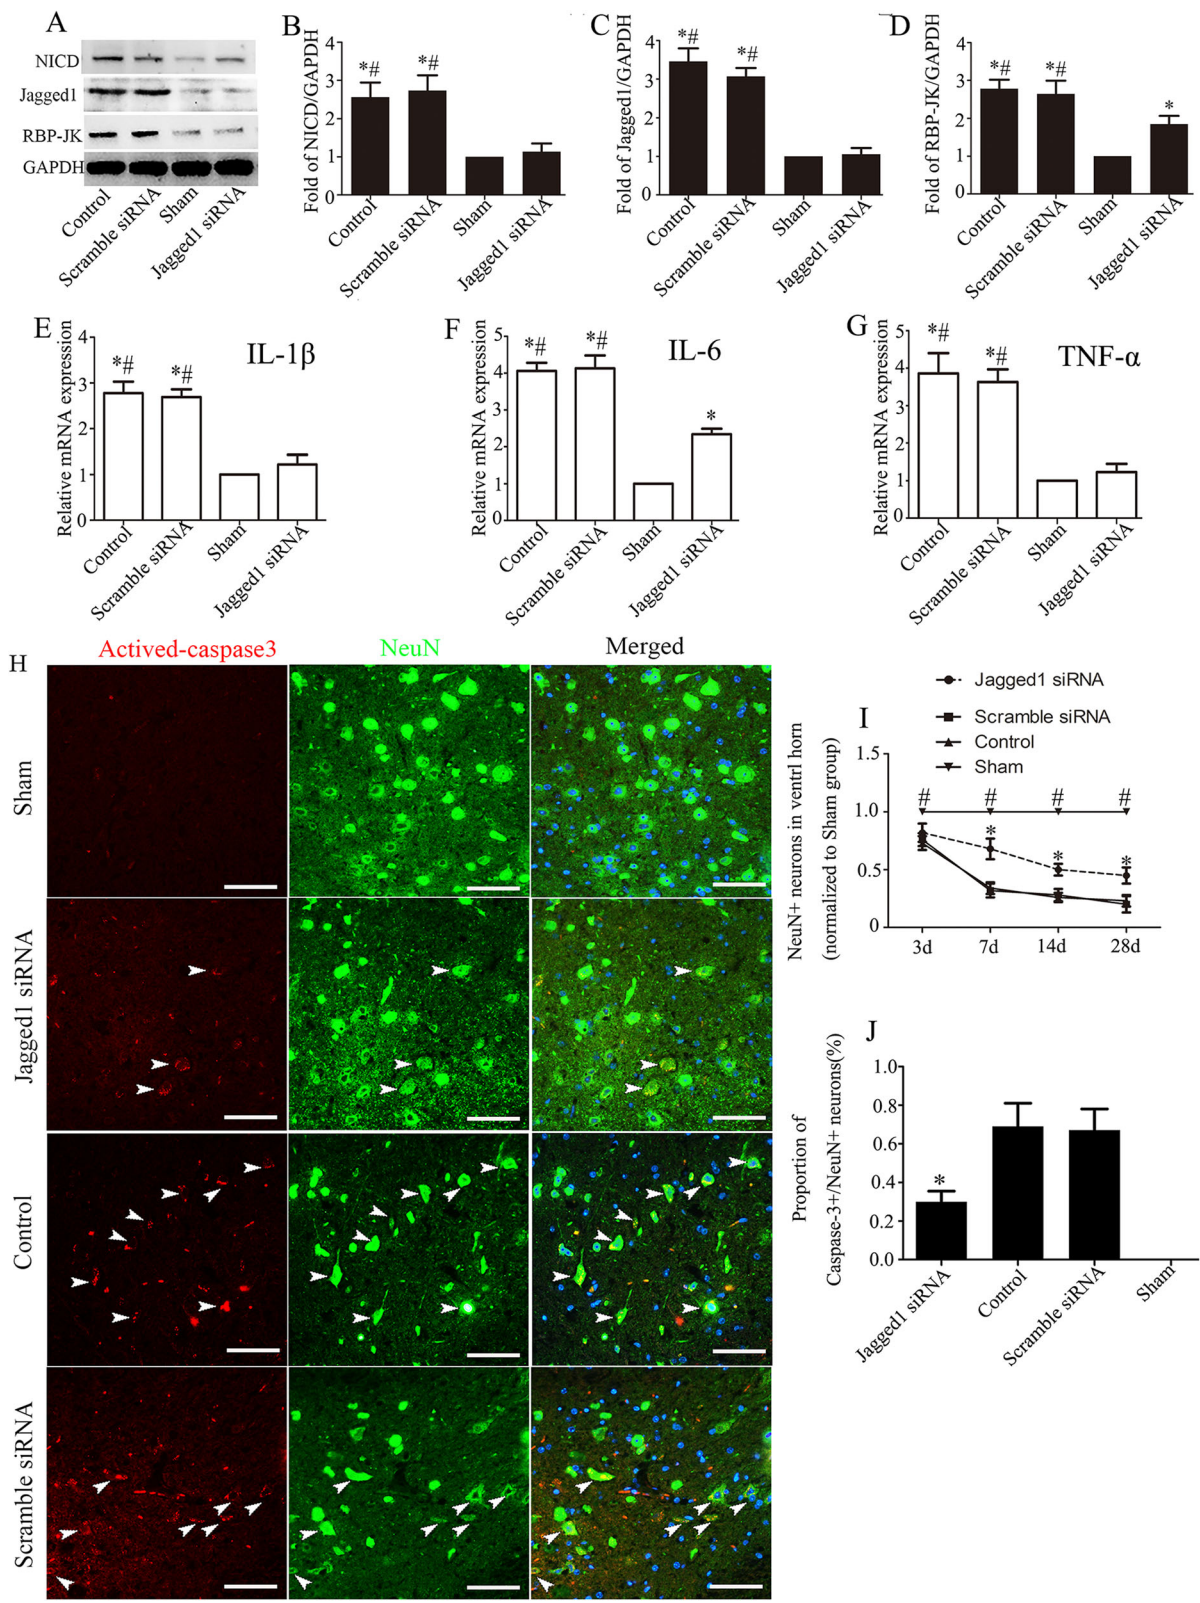 A
NICD
Jagged1
RBP-JK
GAPDH
Control
Scramble siRNA
Sham
Jagged1 siRNA
B
Fold of NICD/GAPDH
4
3
2
1
0
*#
*#
Control
Scramble siRNA
Sham
Jagged1 siRNA
C
Fold of Jagged1/GAPDH
4
3
2
1
0
*#
*#
Control
Scramble siRNA
Sham
Jagged1 siRNA
D
Fold of RBP-JK/GAPDH
4
3
2
1
0
*#
*#
*
Control
Scramble siRNA
Sham
Jagged1 siRNA
E
IL-1β
Relative mRNA expression
4
3
2
1
0
*#
*#
Control
Scramble siRNA
Sham
Jagged1 siRNA
F
IL-6
Relative mRNA expression
5
4
3
2
1
0
*#
*#
*
Control
Scramble siRNA
Sham
Jagged1 siRNA
G
TNF-α
Relative mRNA expression
5
4
3
2
1
0
*#
*#
Control
Scramble siRNA
Sham
Jagged1 siRNA
H
Actived-caspase3
NeuN
Merged
Sham
Jagged1 siRNA
Control
Scramble siRNA
I
Jagged1 siRNA
Scramble siRNA
Control
Sham
NeuN+ neurons in ventrl horn
(normalized to Sham group)
1.5
1.0
0.5
0
# # # #
* * *
3d 7d 14d 28d
J
Proportion of
Caspase-3+/NeuN+ neurons(%)
1.0
0.8
0.6
0.4
0.2
0.0
*
Jagged1 siRNA
Control
Scramble siRNA
Sham